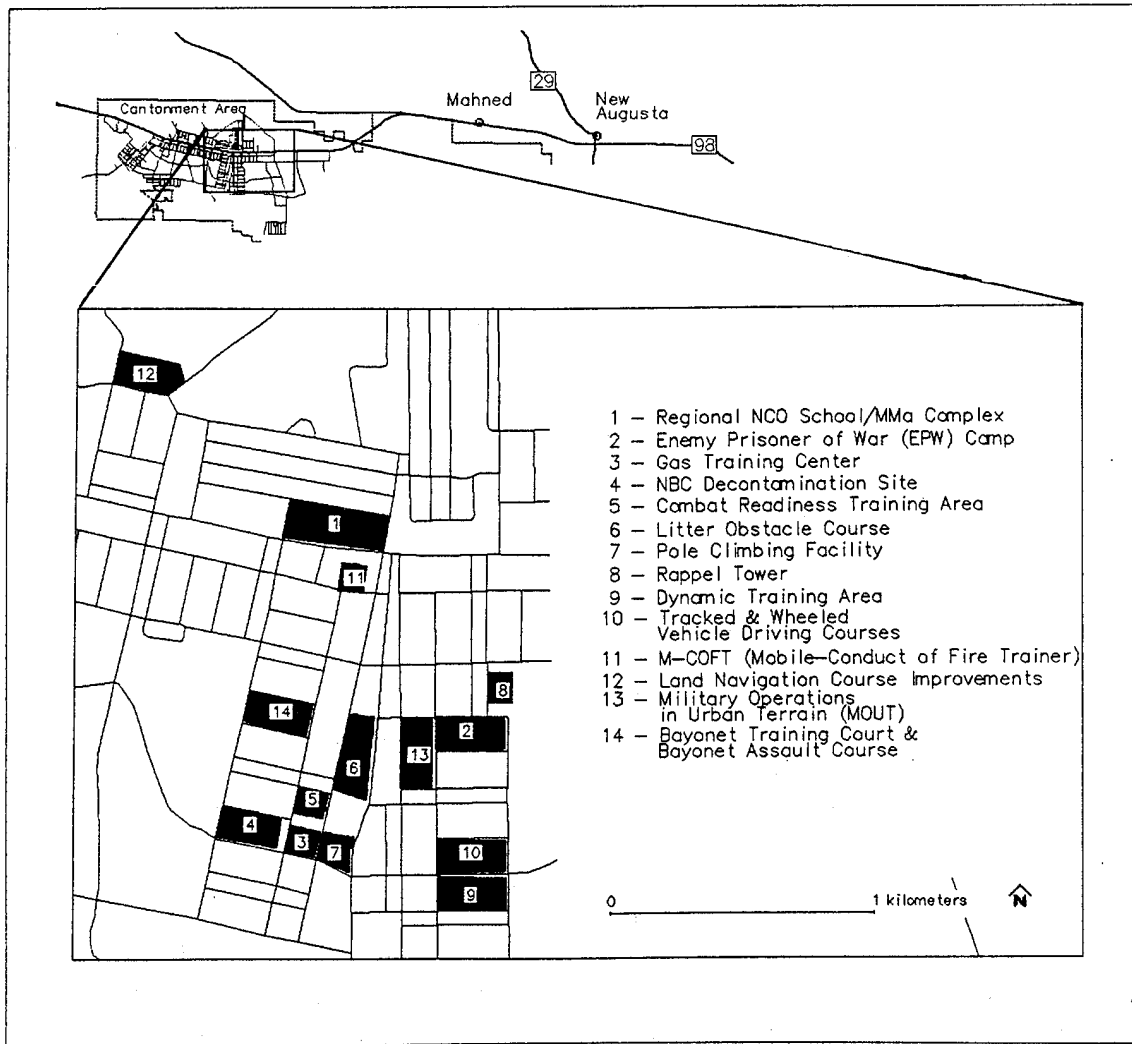 29
Mahned
New
Augusta
Cantonment Area
98
12
1
11
8
14
2
13
6
5
4
3
7
10
9
1 – Regional NCO School/MMa Complex
2 – Enemy Prisoner of War (EPW) Camp
3 – Gas Training Center
4 – NBC Decontamination Site
5 – Combat Readiness Training Area
6 – Litter Obstacle Course
7 – Pole Climbing Facility
8 – Rappel Tower
9 – Dynamic Training Area
10 – Tracked & Wheeled
Vehicle Driving Courses
11 – M–COFT (Mobile–Conduct of Fire Trainer)
12 – Land Navigation Course Improvements
13 – Military Operations
in Urban Terrain (MOUT)
14 – Bayonet Training Court &
Bayonet Assault Course
0 1 kilometers N